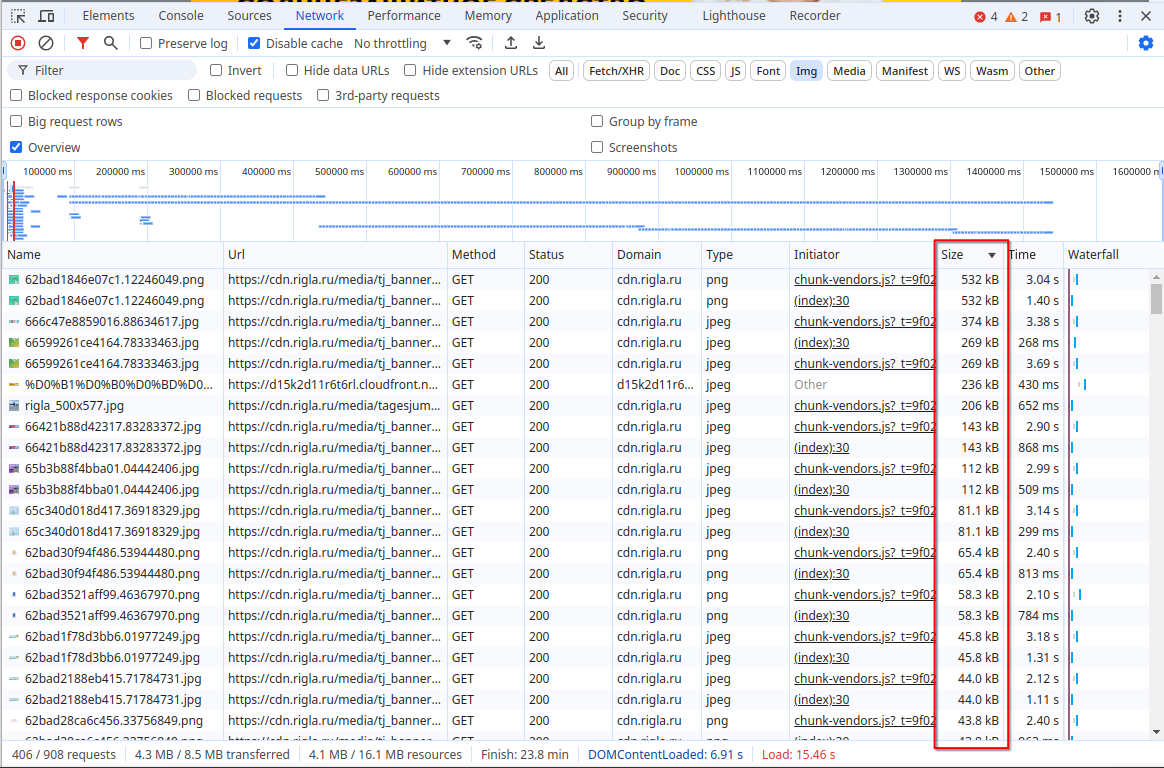 Elements Console Sources Network Performance Memory Application Security Lighthouse Recorder 4 2 1
Preserve log Disable cache No throttling
Filter Invert Hide data URLs Hide extension URLs All Fetch/XHR Doc CSS JS Font Img Media Manifest WS Wasm Other
Blocked response cookies Blocked requests 3rd-party requests
Big request rows Group by frame
Overview Screenshots
100000 ms 200000 ms 300000 ms 400000 ms 500000 ms 600000 ms 700000 ms 800000 ms 900000 ms 1000000 ms 1100000 ms 1200000 ms 1300000 ms 1400000 ms 1500000 ms 1600000 m
Name Url Method Status Domain Type Initiator Size Time Waterfall
62bad1846e07c1.12246049.png https://cdn.rigla.ru/media/tj_banner... GET 200 cdn.rigla.ru png chunk-vendors.js?_t=9f02 532 kB 3.04 s
62bad1846e07c1.12246049.png https://cdn.rigla.ru/media/tj_banner... GET 200 cdn.rigla.ru png (index):30 532 kB 1.40 s
666c47e8859016.88634617.jpg https://cdn.rigla.ru/media/tj_banner... GET 200 cdn.rigla.ru jpeg chunk-vendors.js?_t=9f02 374 kB 3.38 s
66599261ce4164.78333463.jpg https://cdn.rigla.ru/media/tj_banner... GET 200 cdn.rigla.ru jpeg (index):30 269 kB 268 ms
66599261ce4164.78333463.jpg https://cdn.rigla.ru/media/tj_banner... GET 200 cdn.rigla.ru jpeg chunk-vendors.js?_t=9f02 269 kB 3.69 s
%D0%B1%D0%B0%D0%BD%D0... https://d15k2d11r6t6rl.cloudfront.n... GET 200 d15k2d11r6... jpeg Other 236 kB 430 ms
rigla_500x577.jpg https://cdn.rigla.ru/media/tagesjum... GET 200 cdn.rigla.ru jpeg chunk-vendors.js?_t=9f02 206 kB 652 ms
66421b88d42317.83283372.jpg https://cdn.rigla.ru/media/tj_banner... GET 200 cdn.rigla.ru jpeg chunk-vendors.js?_t=9f02 143 kB 2.90 s
66421b88d42317.83283372.jpg https://cdn.rigla.ru/media/tj_banner... GET 200 cdn.rigla.ru jpeg (index):30 143 kB 868 ms
65b3b88f4bba01.04442406.jpg https://cdn.rigla.ru/media/tj_banner... GET 200 cdn.rigla.ru jpeg chunk-vendors.js?_t=9f02 112 kB 2.99 s
65b3b88f4bba01.04442406.jpg https://cdn.rigla.ru/media/tj_banner... GET 200 cdn.rigla.ru jpeg (index):30 112 kB 509 ms
65c340d018d417.36918329.jpg https://cdn.rigla.ru/media/tj_banner... GET 200 cdn.rigla.ru jpeg chunk-vendors.js?_t=9f02 81.1 kB 3.14 s
65c340d018d417.36918329.jpg https://cdn.rigla.ru/media/tj_banner... GET 200 cdn.rigla.ru jpeg (index):30 81.1 kB 299 ms
62bad30f94f486.53944480.png https://cdn.rigla.ru/media/tj_banner... GET 200 cdn.rigla.ru png chunk-vendors.js?_t=9f02 65.4 kB 2.40 s
62bad30f94f486.53944480.png https://cdn.rigla.ru/media/tj_banner... GET 200 cdn.rigla.ru png (index):30 65.4 kB 813 ms
62bad3521aff99.46367970.png https://cdn.rigla.ru/media/tj_banner... GET 200 cdn.rigla.ru png chunk-vendors.js?_t=9f02 58.3 kB 2.10 s
62bad3521aff99.46367970.png https://cdn.rigla.ru/media/tj_banner... GET 200 cdn.rigla.ru png (index):30 58.3 kB 784 ms
62bad1f78d3bb6.01977249.jpg https://cdn.rigla.ru/media/tj_banner... GET 200 cdn.rigla.ru jpeg chunk-vendors.js?_t=9f02 45.8 kB 3.18 s
62bad1f78d3bb6.01977249.jpg https://cdn.rigla.ru/media/tj_banner... GET 200 cdn.rigla.ru jpeg (index):30 45.8 kB 1.31 s
62bad2188eb415.71784731.jpg https://cdn.rigla.ru/media/tj_banner... GET 200 cdn.rigla.ru jpeg chunk-vendors.js?_t=9f02 44.0 kB 2.12 s
62bad2188eb415.71784731.jpg https://cdn.rigla.ru/media/tj_banner... GET 200 cdn.rigla.ru jpeg (index):30 44.0 kB 1.11 s
62bad28ca6c456.33756849.png https://cdn.rigla.ru/media/tj_banner... GET 200 cdn.rigla.ru png chunk-vendors.js?_t=9f02 43.8 kB 2.40 s
406 / 908 requests 4.3 MB / 8.5 MB transferred 4.1 MB / 16.1 MB resources Finish: 23.8 min DOMContentLoaded: 6.91 s Load: 15.46 s